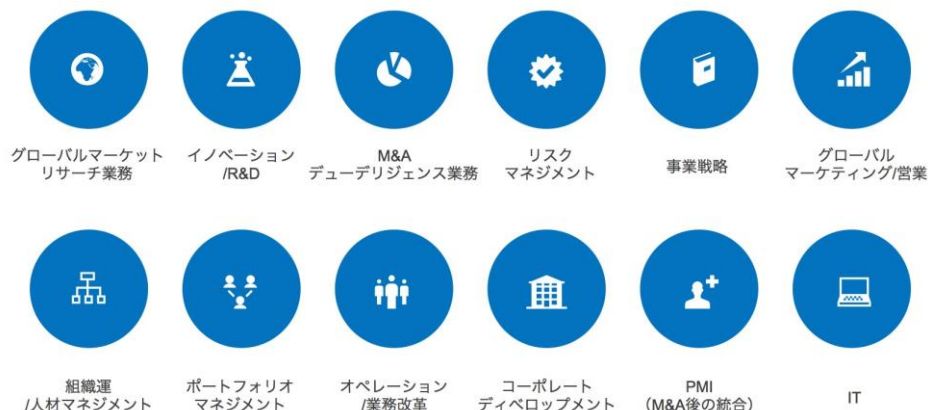 グローバルマーケット
リサーチ業務
イノベーション
/R&D
M&A
デューデリジェンス業務
リスク
マネジメント
事業戦略
グローバル
マーケティング/営業
組織運
/人材マネジメント
ポートフォリオ
マネジメント
オペレーション
/業務改革
コーポレート
ディベロップメント
PMI
（M&A後の統合）
IT